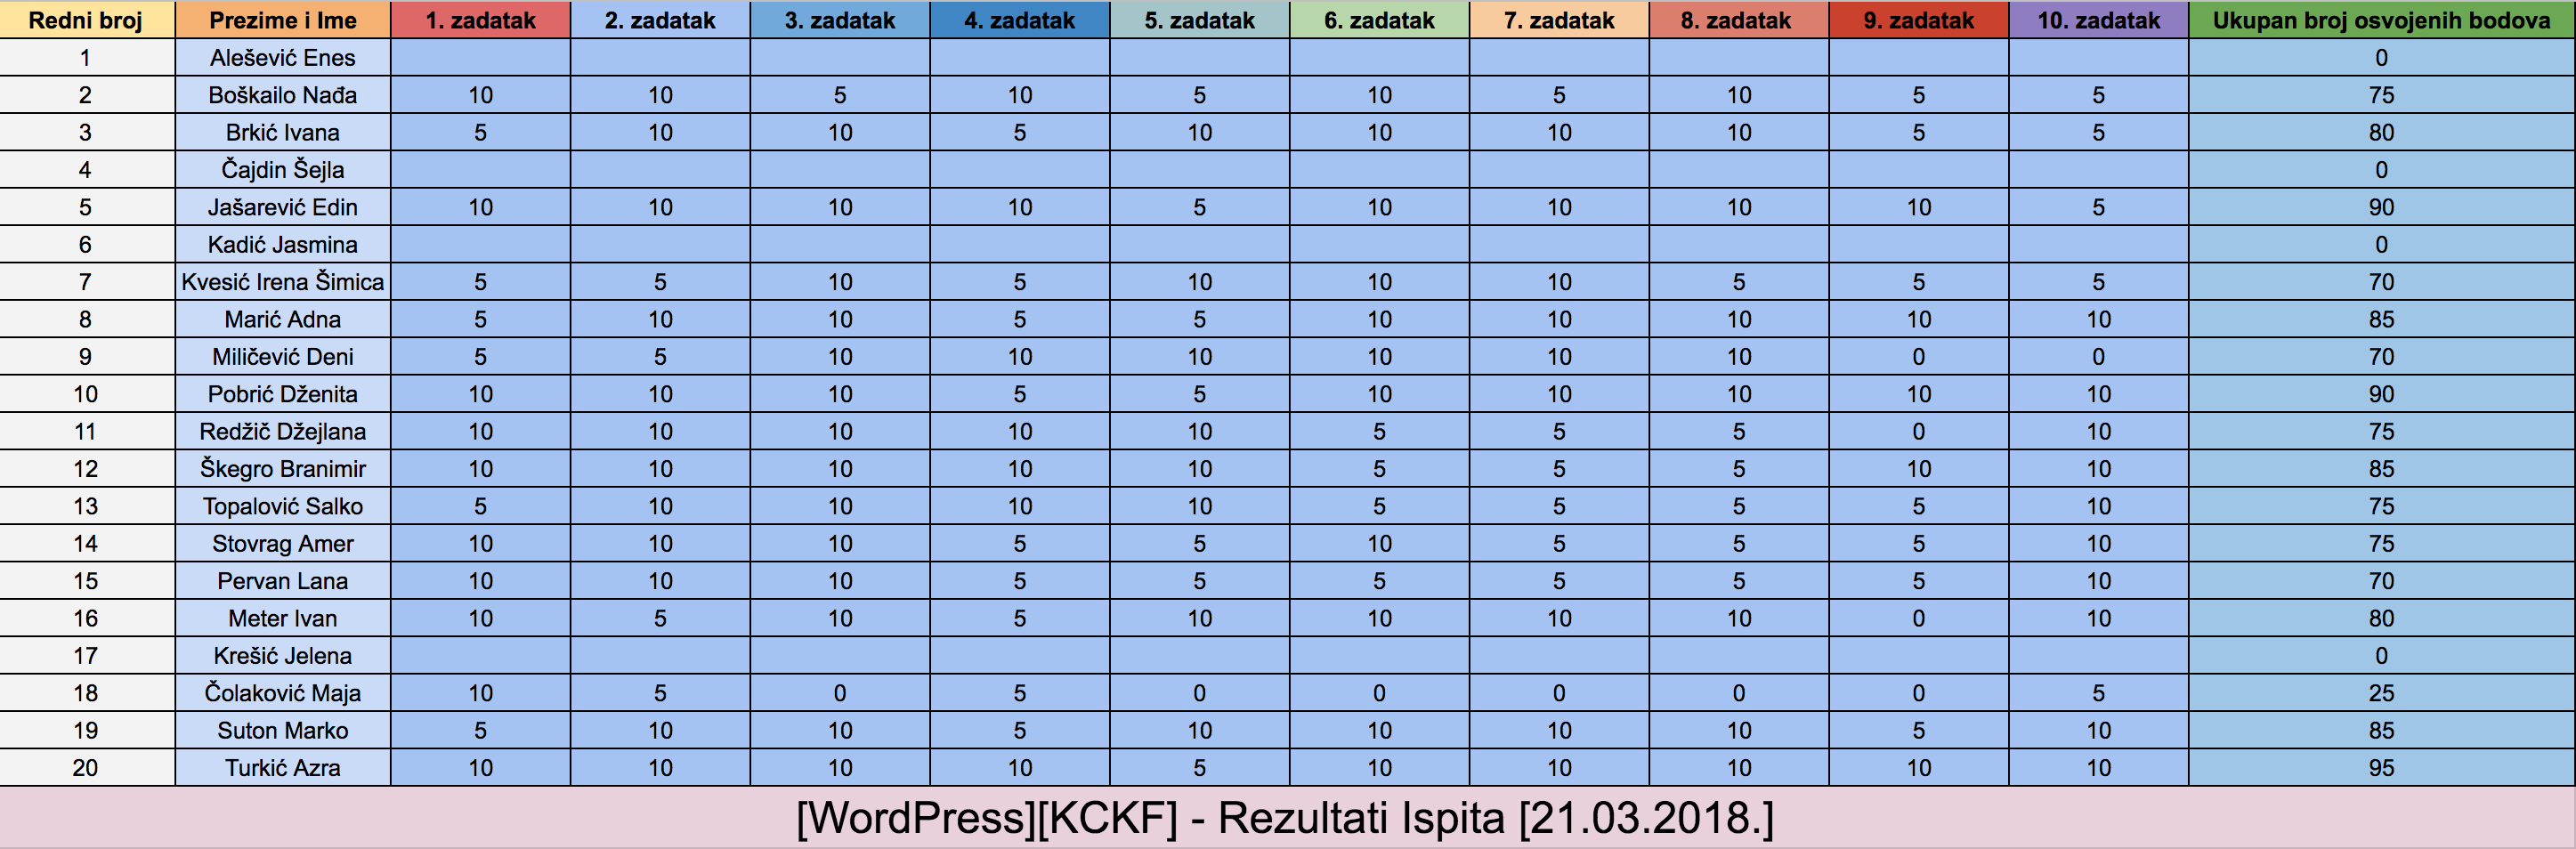 Redni broj Prezime i Ime 1. zadatak 2. zadatak 3. zadatak 4. zadatak 5. zadatak 6. zadatak 7. zadatak 8. zadatak 9. zadatak 10. zadatak Ukupan broj osvojenih bodova
1 Alešević Enes 0
2 Boškailo Nađa 10 10 5 10 5 10 5 10 5 5 75
3 Brkić Ivana 5 10 10 5 10 10 10 10 5 5 80
4 Čajdin Šejla 0
5 Jašarević Edin 10 10 10 10 5 10 10 10 10 5 90
6 Kadić Jasmina 0
7 Kvesić Irena Šimica 5 5 10 5 10 10 10 5 5 5 70
8 Marić Adna 5 10 10 5 5 10 10 10 10 10 85
9 Miličević Deni 5 5 10 10 10 10 10 10 0 0 70
10 Pobrić Dženita 10 10 10 5 5 10 10 10 10 10 90
11 Redžič Džejlana 10 10 10 10 10 5 5 5 0 10 75
12 Škegro Branimir 10 10 10 10 10 5 5 5 10 10 85
13 Topalović Salko 5 10 10 10 10 5 5 5 5 10 75
14 Stovrag Amer 10 10 10 5 5 10 5 5 5 10 75
15 Pervan Lana 10 10 10 5 5 5 5 5 5 10 70
16 Meter Ivan 10 5 10 5 10 10 10 10 0 10 80
17 Krešić Jelena 0
18 Čolaković Maja 10 5 0 5 0 0 0 0 0 5 25
19 Suton Marko 5 10 10 5 10 10 10 10 5 10 85
20 Turkić Azra 10 10 10 10 5 10 10 10 10 10 95
[WordPress][KCKF] - Rezultati Ispita [21.03.2018.]